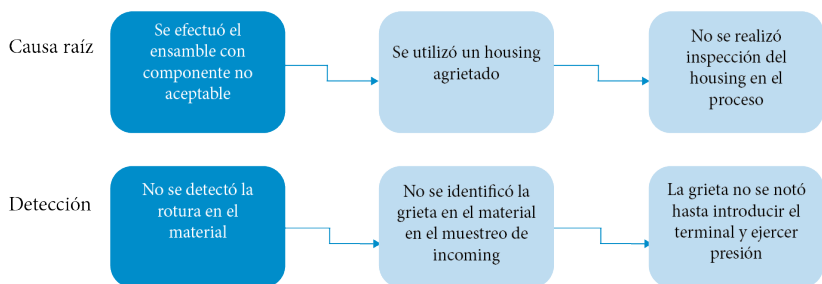 Causa raíz
Se efectuó el
ensamble con
componente no
aceptable
Se utilizó un housing
agrietado
No se realizó
inspección del
housing en el
proceso
Detección
No se detectó la
rotura en el
material
No se identificó la
grieta en el material
en el muestreo de
incoming
La grieta no se notó
hasta introducir el
terminal y ejercer
presión